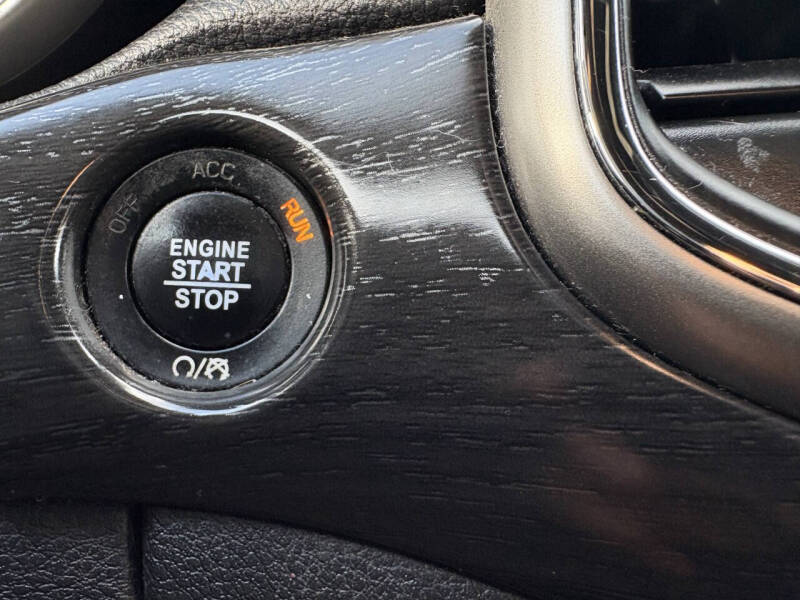 OFF
ACC
RUN
ENGINE
START
STOP